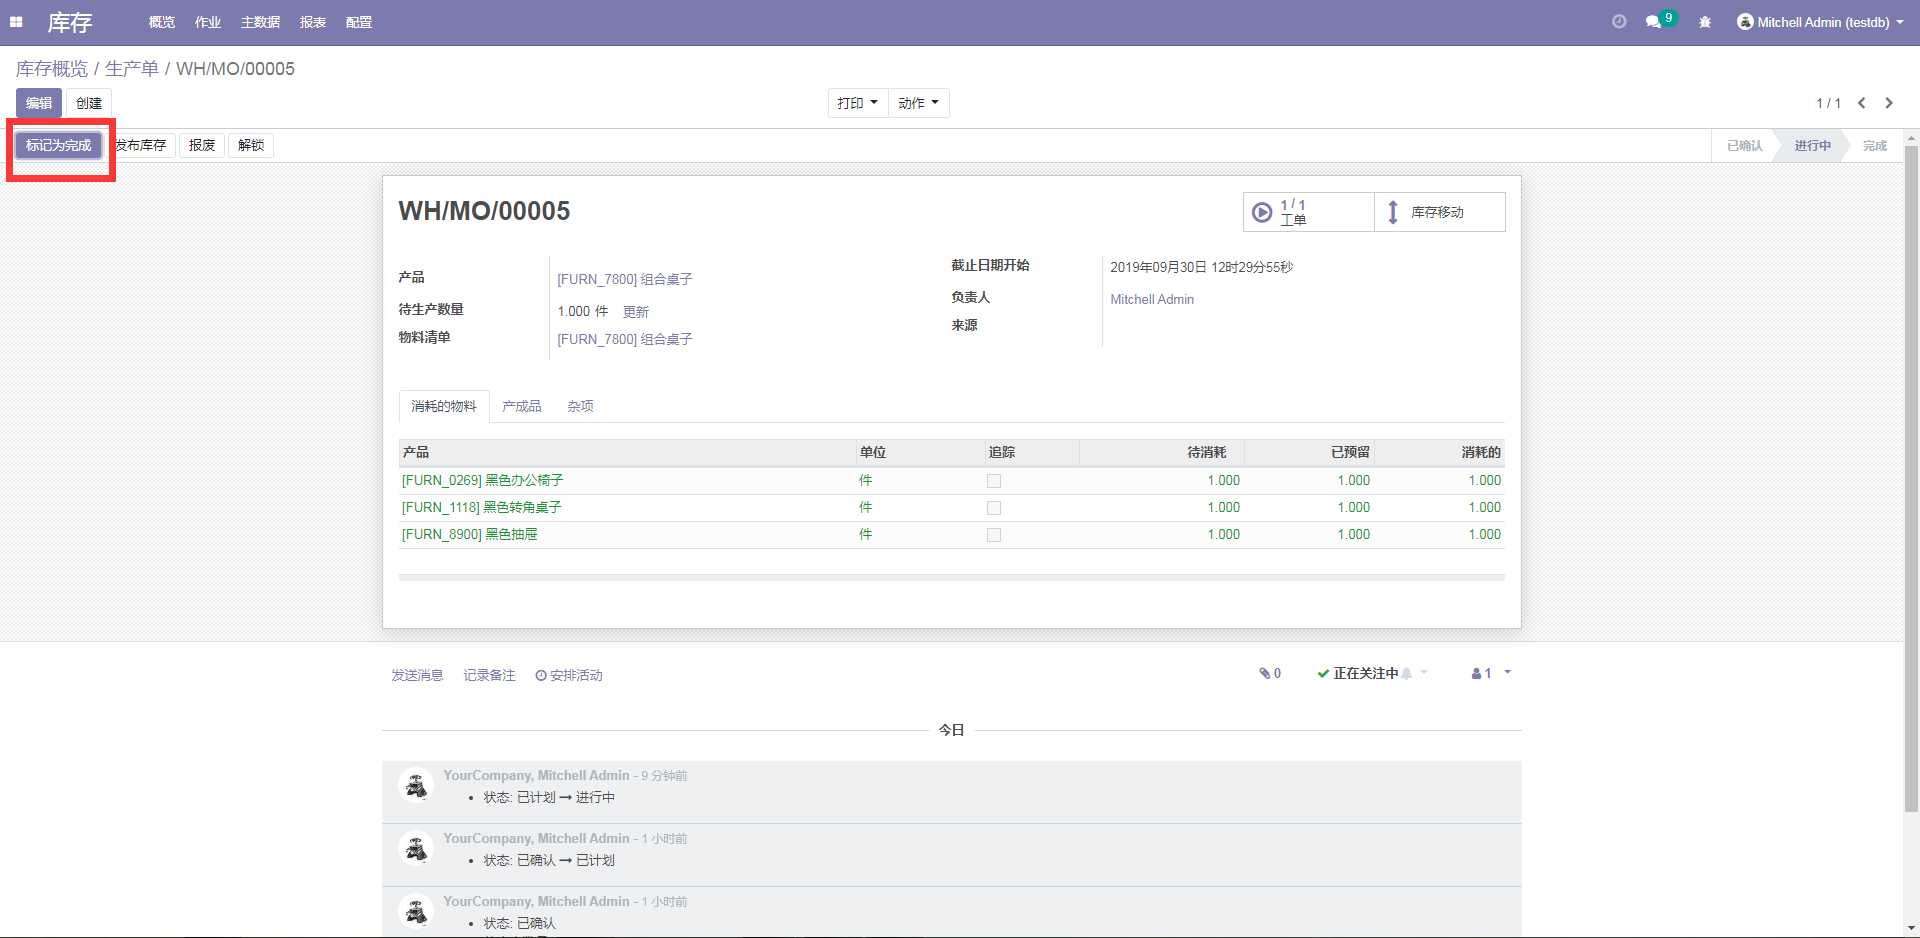 库存 概览 作业 主数据 报表 配置 9 Mitchell Admin (testdb)
库存概览 / 生产单 / WH/MO/00005
编辑 创建 打印 动作 1 / 1
标记为完成 发布库存 报废 解锁 已确认 进行中 完成
WH/MO/00005
1 / 1
工单
库存移动
产品 [FURN_7800] 组合桌子
待生产数量 1.000 件 更新
物料清单 [FURN_7800] 组合桌子
截止日期开始 2019年09月30日 12时29分55秒
负责人 Mitchell Admin
来源
消耗的物料 产成品 杂项
产品 单位 追踪 待消耗 已预留 消耗的
[FURN_0269] 黑色办公椅子 件 1.000 1.000 1.000
[FURN_1118] 黑色转角桌子 件 1.000 1.000 1.000
[FURN_8900] 黑色抽屉 件 1.000 1.000 1.000
发送消息 记录备注 安排活动 0 正在关注中 1
今日
YourCompany, Mitchell Admin - 9 分钟前
• 状态: 已计划 → 进行中
YourCompany, Mitchell Admin - 1 小时前
• 状态: 已确认 → 已计划
YourCompany, Mitchell Admin - 1 小时前
• 状态: 已确认